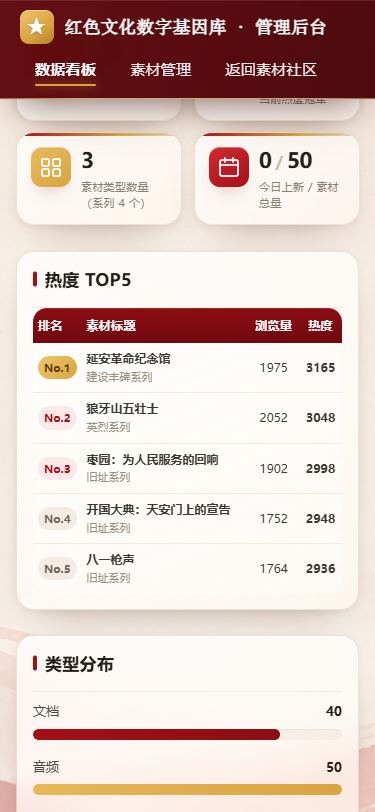 红色文化数字基因库 · 管理后台
数据看板 素材管理 返回素材社区
当前热度冠军
3
素材类型数量
(系列 4 个)
0 / 50
今日上新 / 素材
总量
热度 TOP5
排名 素材标题 浏览量 热度
No.1 延安革命纪念馆 1975 3165
建设丰碑系列
No.2 狼牙山五壮士 2052 3048
英烈系列
No.3 枣园：为人民服务的回响 1902 2998
旧址系列
No.4 开国大典：天安门上的宣告 1752 2948
旧址系列
No.5 八一枪声 1764 2936
旧址系列
类型分布
文档 40
音频 50